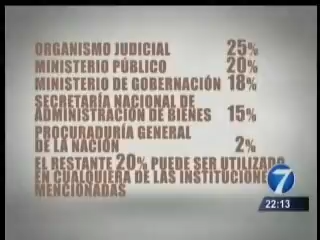 ORGANISMO JUDICIAL 25%
MINISTERIO PÚBLICO 20%
MINISTERIO DE GOBERNACIÓN 18%
SECRETARÍA NACIONAL DE
ADMINISTRACIÓN DE BIENES 15%
PROCURADURÍA GENERAL
DE LA NACIÓN 2%
EL RESTANTE 20% PUEDE SER UTILIZADO
EN CUALQUIERA DE LAS INSTITUCIONE
MENCIONADAS
7
22:13